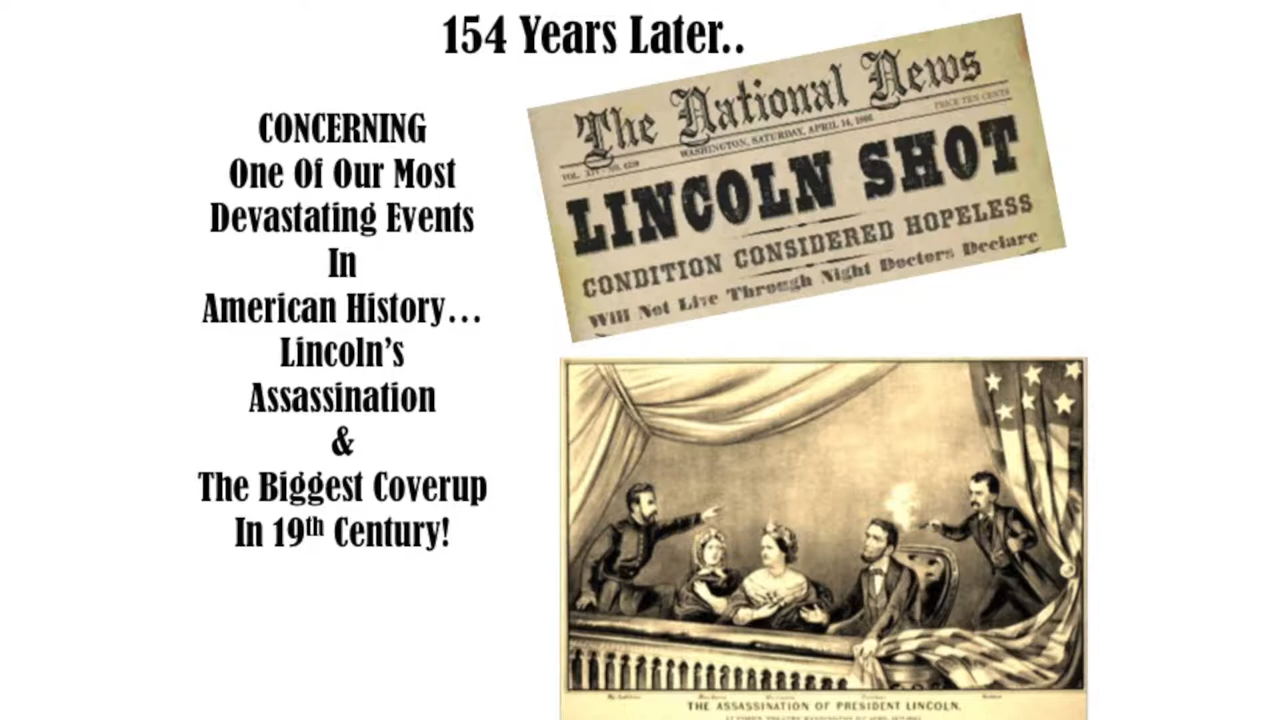 154 Years Later..
CONCERNING
One Of Our Most
Devastating Events
In
American History...
Lincoln's
Assassination
&
The Biggest Coverup
In 19th Century!
The National News
PRICE TEN CENTS
WASHINGTON, SATURDAY, APRIL 14,
VOL. XIV
LINCOLN SHOT
CONDITION CONSIDERED HOPELESS
Will Not Live Through Night Doctors Declare
THE ASSASSINATION OF PRESIDENT LINCOLN.